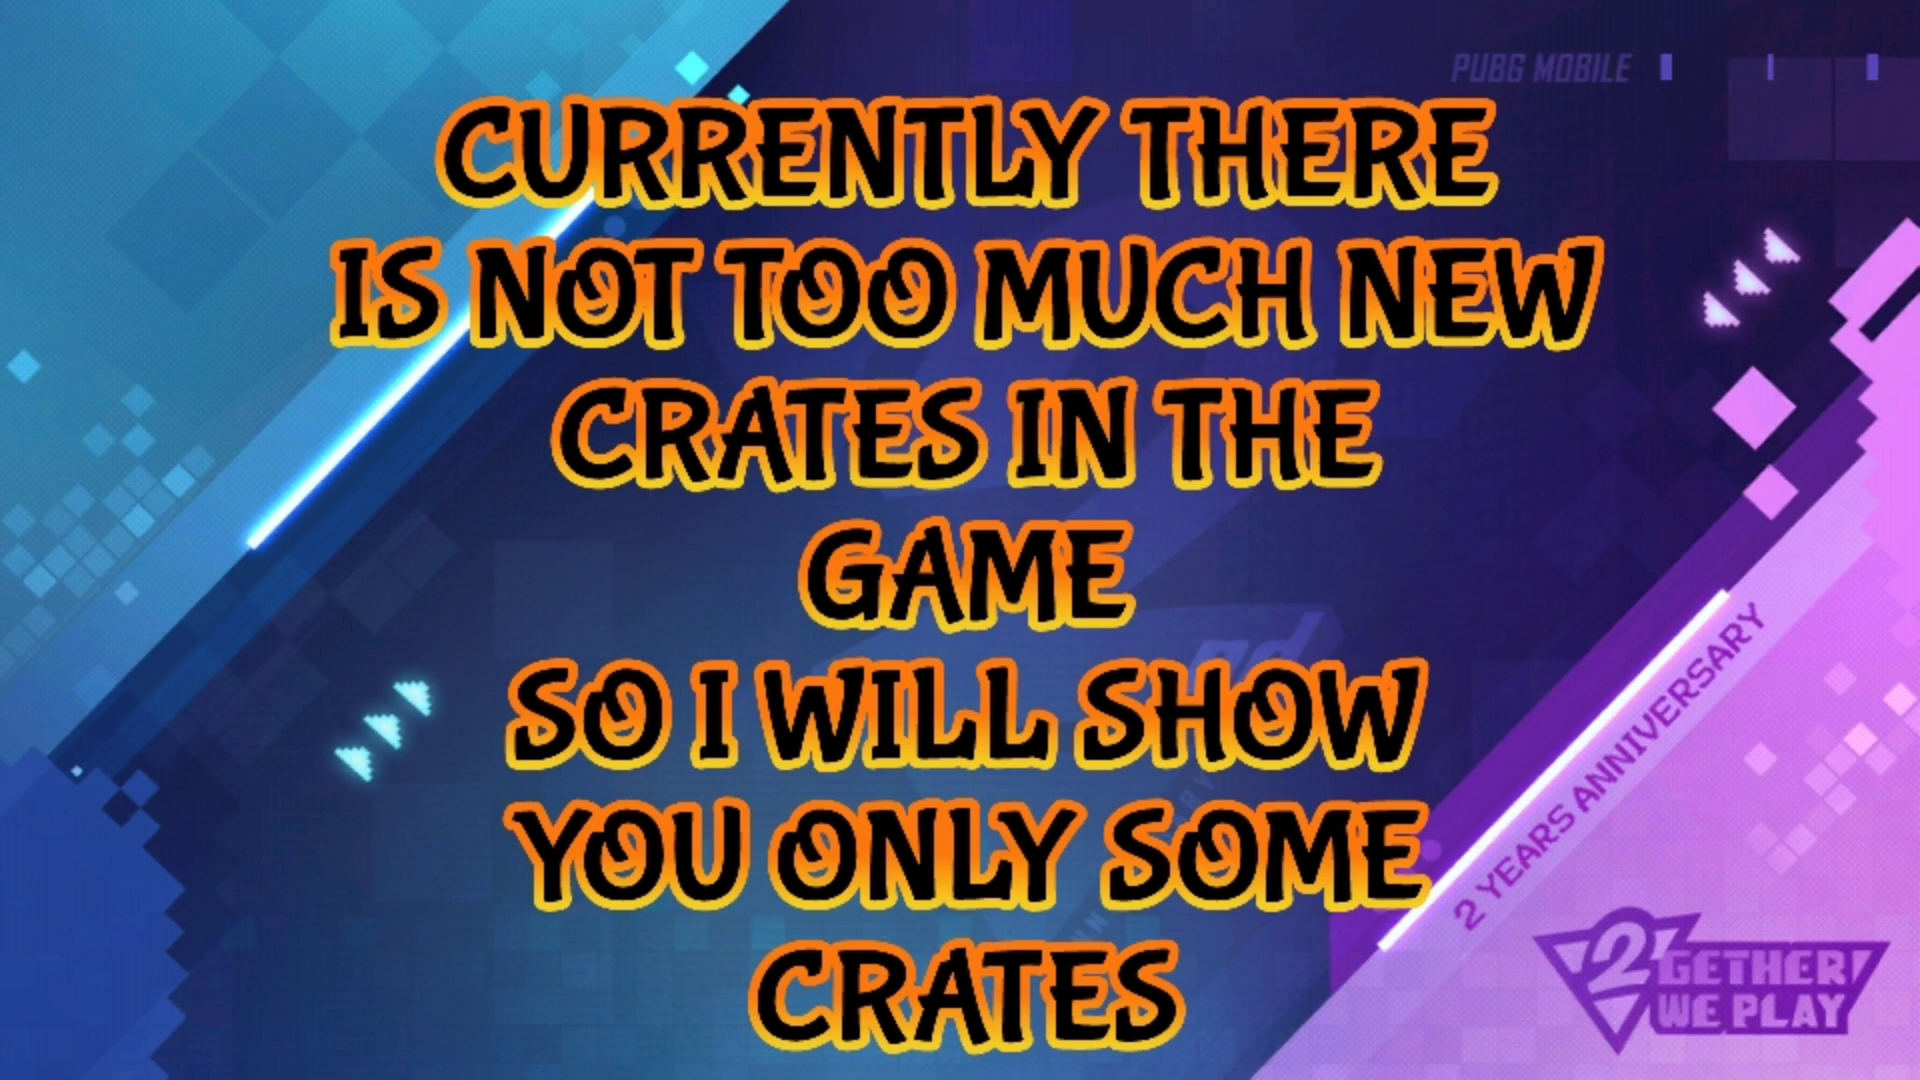 PUBG MOBILE
CURRENTLY THERE
IS NOT TOO MUCH NEW
CRATES IN THE
GAME
SO I WILL SHOW
YOU ONLY SOME
CRATES
nd
2 YEARS ANNIVERSARY
2GETHER
WE PLAY